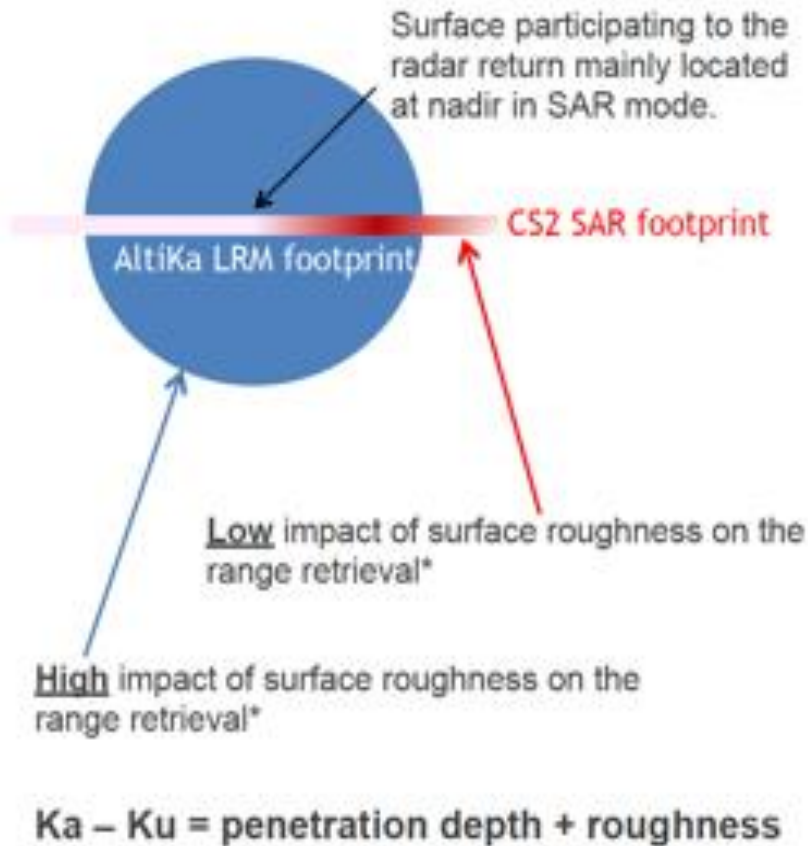 Surface participating to the
radar return mainly located
at nadir in SAR mode.
CS2 SAR footprint
AltiKa LRM footprint
Low impact of surface roughness on the
range retrieval*
High impact of surface roughness on the
range retrieval*
Ka – Ku = penetration depth + roughness